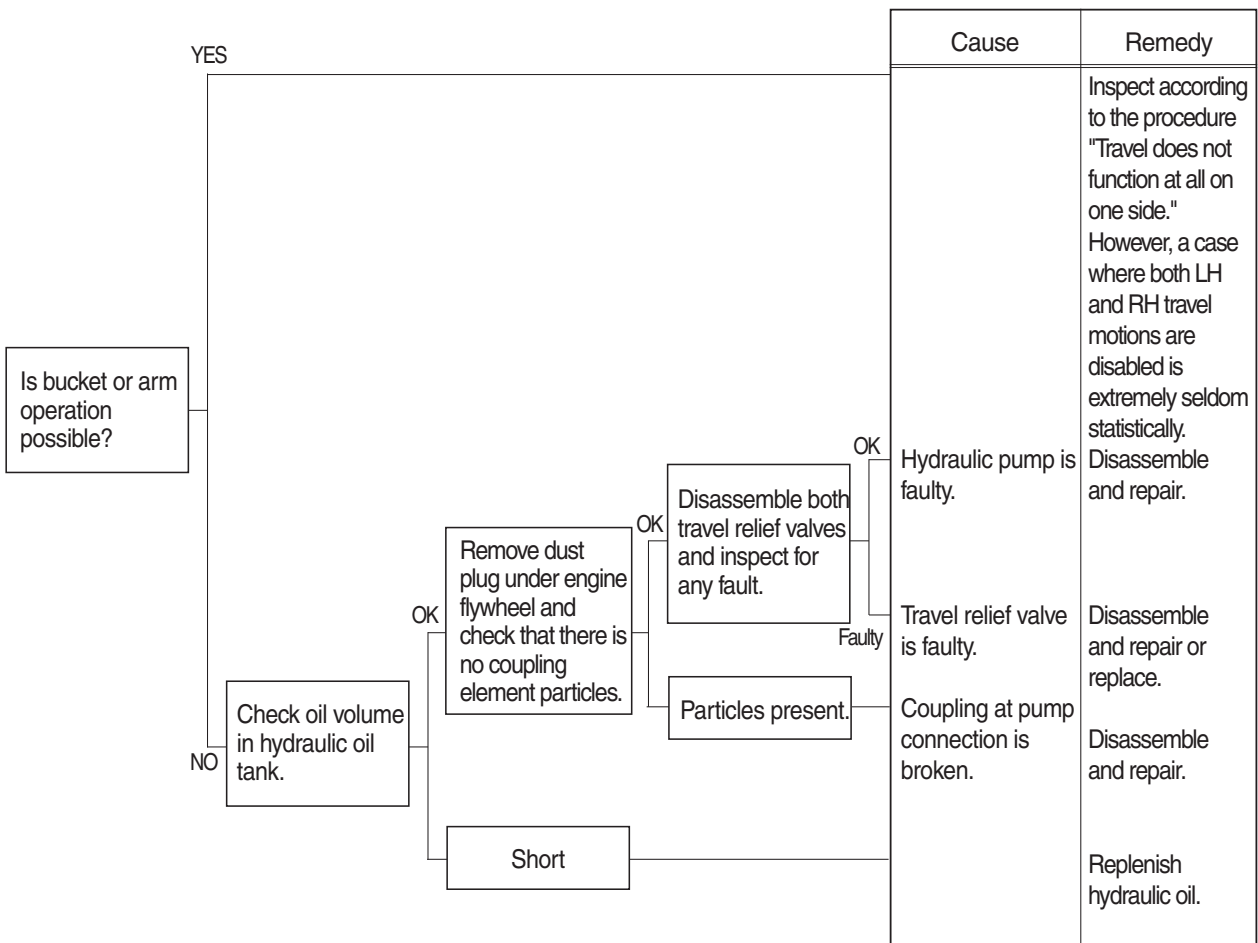 YES
Cause
Remedy
Inspect according
to the procedure
"Travel does not
function at all on
one side."
However, a case
where both LH
and RH travel
motions are
disabled is
extremely seldom
statistically.
Is bucket or arm
operation
possible?
NO
Check oil volume
in hydraulic oil
tank.
OK
Remove dust
plug under engine
flywheel and
check that there is
no coupling
element particles.
OK
Disassemble both
travel relief valves
and inspect for
any fault.
OK
Hydraulic pump is
faulty.
Disassemble
and repair.
Faulty
Travel relief valve
is faulty.
Disassemble
and repair or
replace.
Particles present.
Coupling at pump
connection is
broken.
Disassemble
and repair.
Short
Replenish
hydraulic oil.